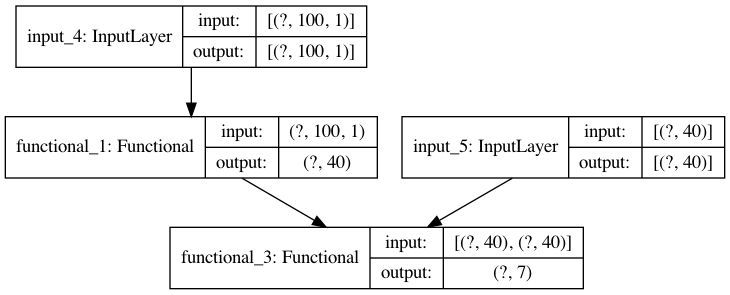 input_4: InputLayer
input: [(?, 100, 1)]
output: [(?, 100, 1)]
functional_1: Functional
input: (?, 100, 1)
output: (?, 40)
input_5: InputLayer
input: [(?, 40)]
output: [(?, 40)]
functional_3: Functional
input: [(?, 40), (?, 40)]
output: (?, 7)